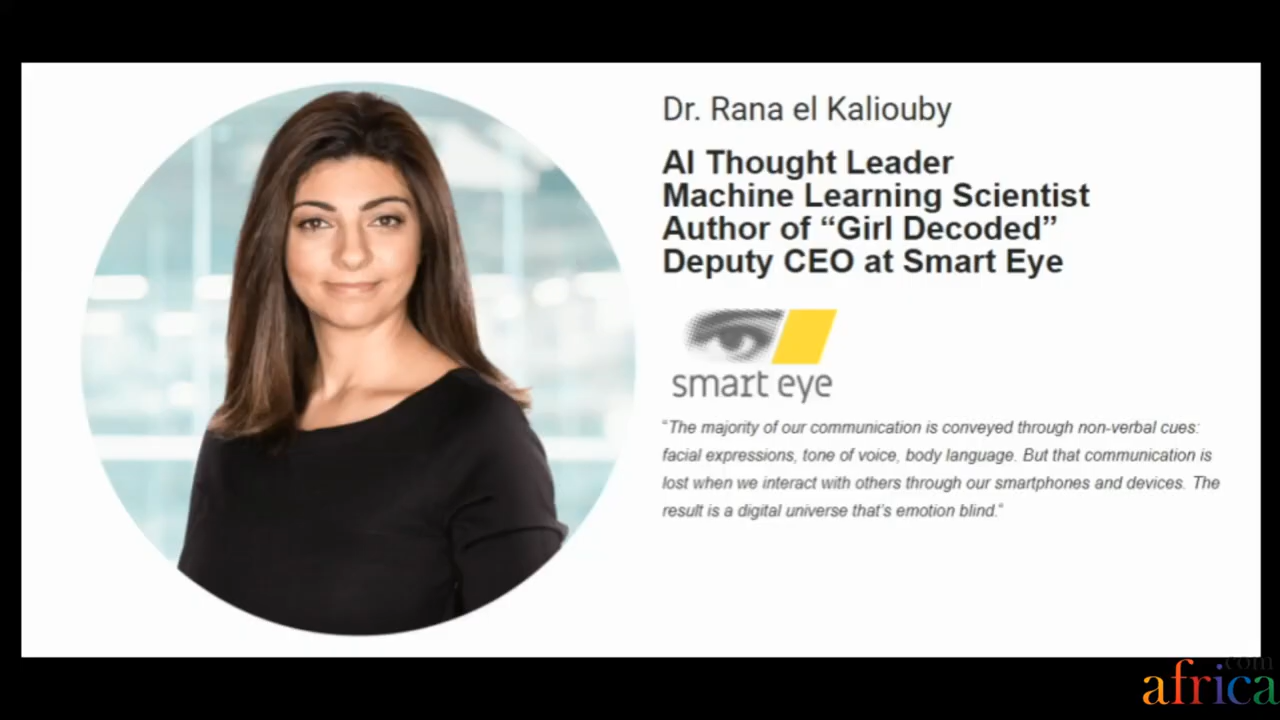 Dr. Rana el Kaliouby
AI Thought Leader
Machine Learning Scientist
Author of “Girl Decoded”
Deputy CEO at Smart Eye
smart eye
“The majority of our communication is conveyed through non-verbal cues:
facial expressions, tone of voice, body language. But that communication is
lost when we interact with others through our smartphones and devices. The
result is a digital universe that’s emotion blind.“
.com
africa